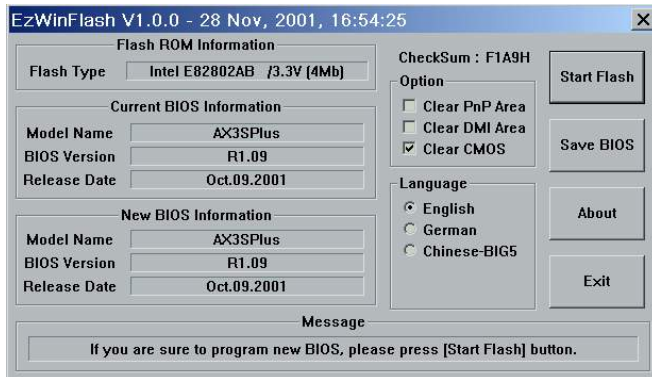 EzWinFlash V1.0.0 - 28 Nov, 2001, 16:54:25
Flash ROM Information
Flash Type Intel E82802AB /3.3V (4Mb)
Current BIOS Information
Model Name AX3SPlus
BIOS Version R1.09
Release Date Oct.09.2001
New BIOS Information
Model Name AX3SPlus
BIOS Version R1.09
Release Date Oct.09.2001
CheckSum : F1A9H
Option
Clear PnP Area
Clear DMI Area
Clear CMOS
Language
English
German
Chinese-BIG5
Start Flash
Save BIOS
About
Exit
Message
If you are sure to program new BIOS, please press [Start Flash] button.